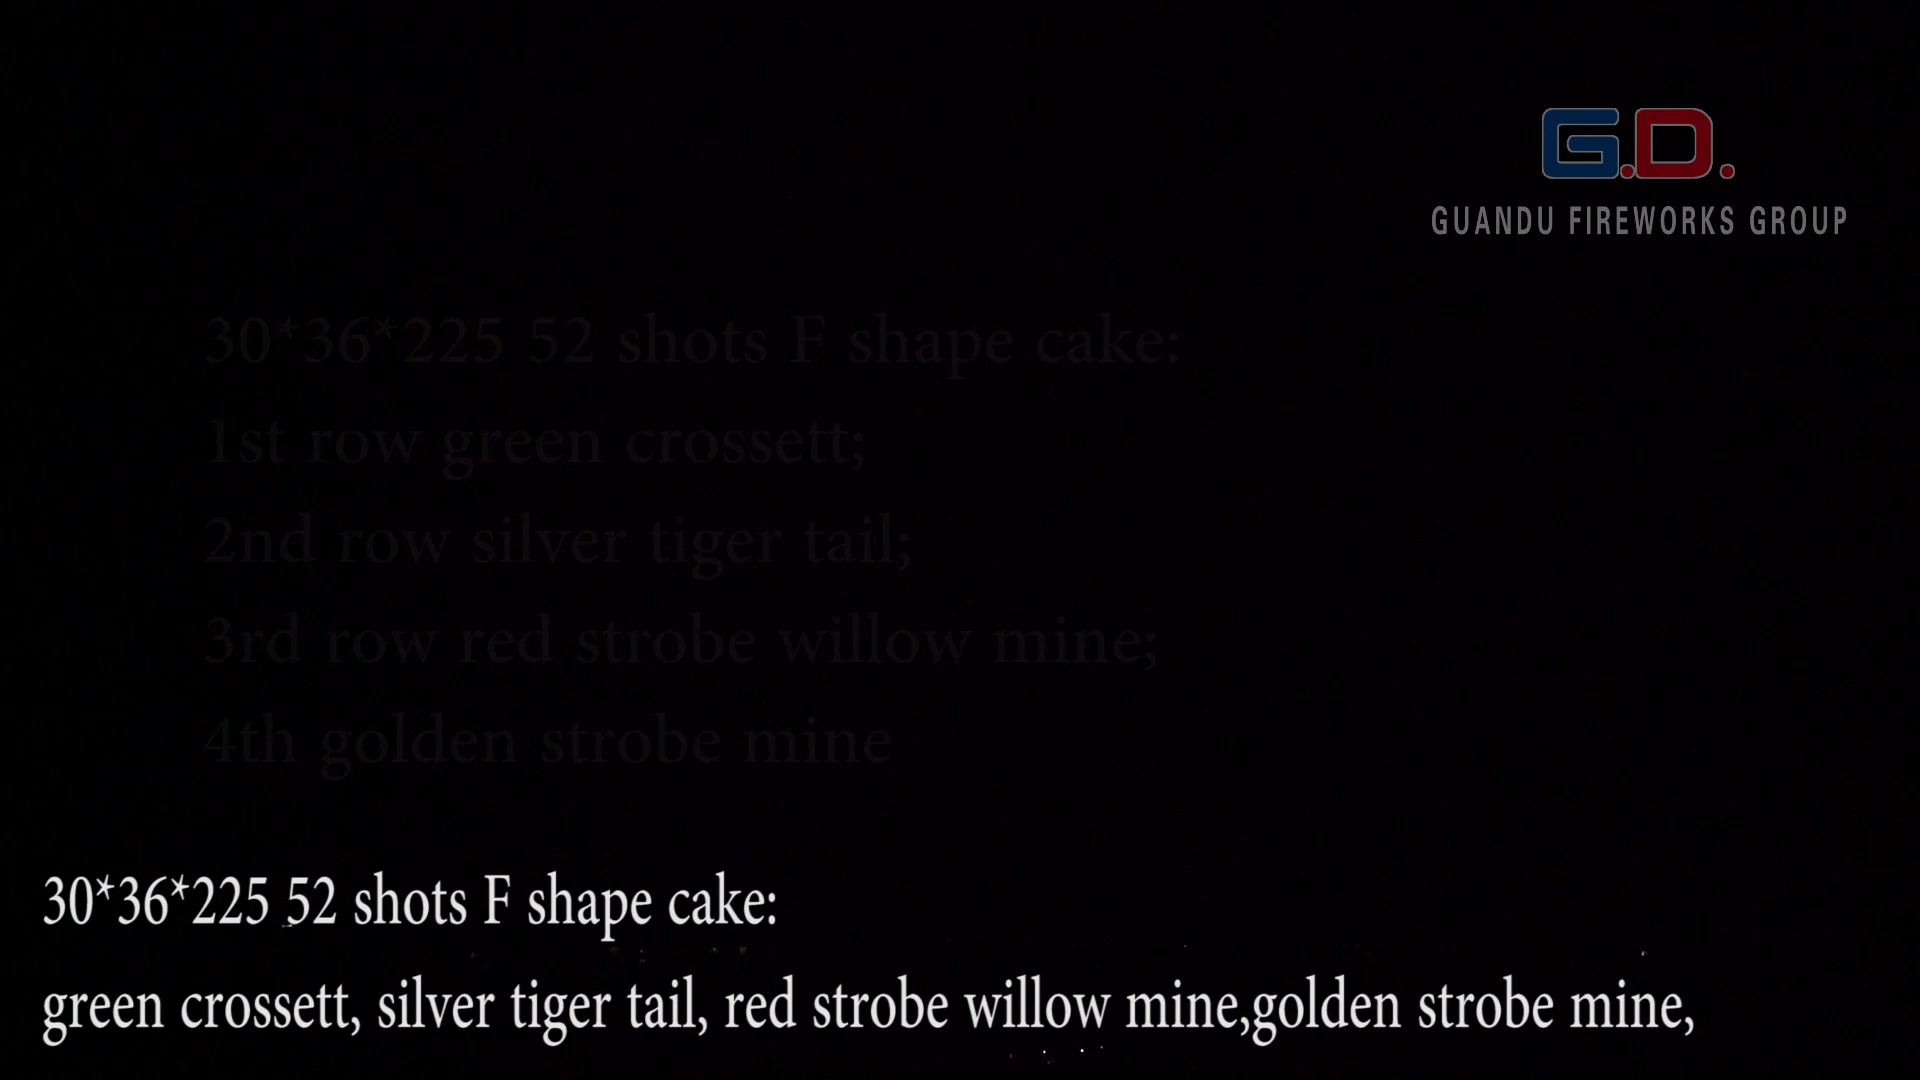 G.D.
GUANDU FIREWORKS GROUP
30*36*225 52 shots F shape cake:
1st row green crossett;
2nd row silver tiger tail;
3rd row red strobe willow mine;
4th golden strobe mine
30*36*225 52 shots F shape cake:
green crossett, silver tiger tail, red strobe willow mine,golden strobe mine,